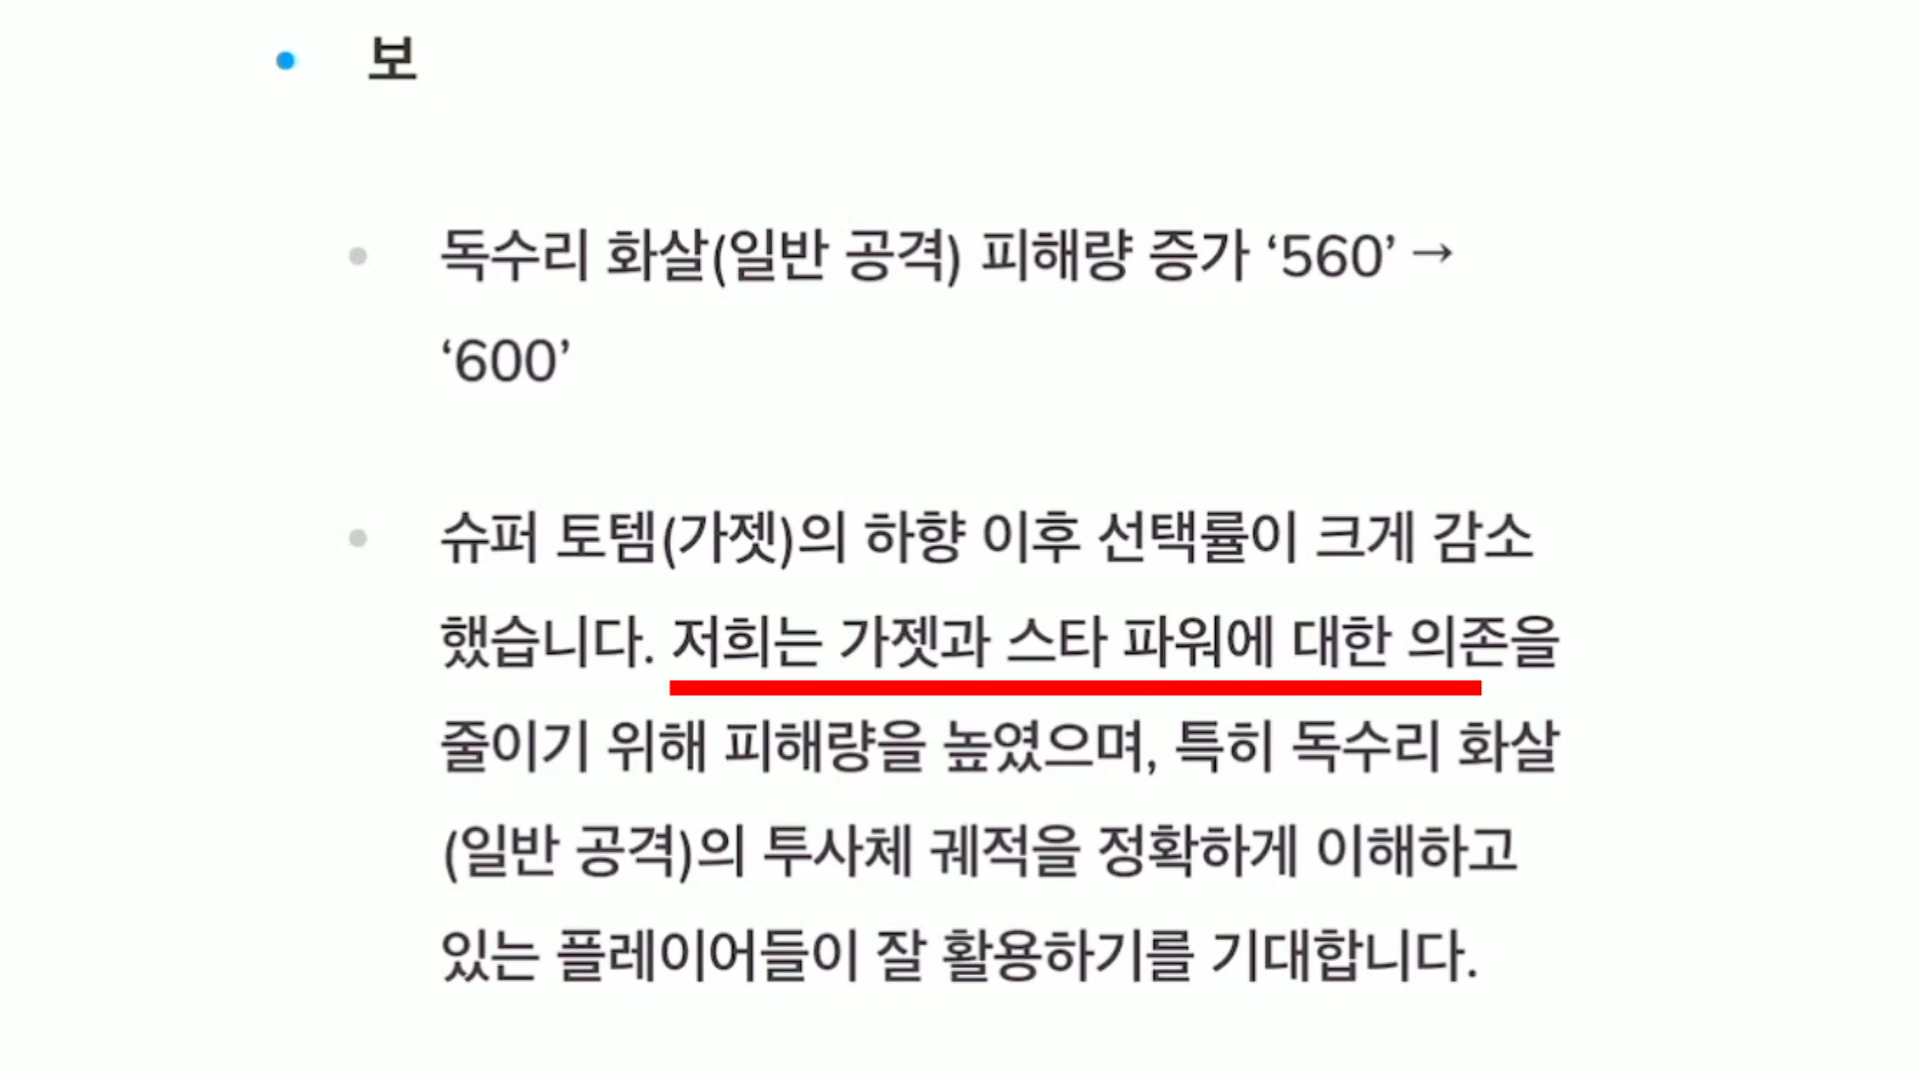 보
독수리 화살(일반 공격) 피해량 증가 ‘560’ →
‘600’
슈퍼 토템(가젯)의 하향 이후 선택률이 크게 감소
했습니다. 저희는 가젯과 스타 파워에 대한 의존을
줄이기 위해 피해량을 높였으며, 특히 독수리 화살
(일반 공격)의 투사체 궤적을 정확하게 이해하고
있는 플레이어들이 잘 활용하기를 기대합니다.